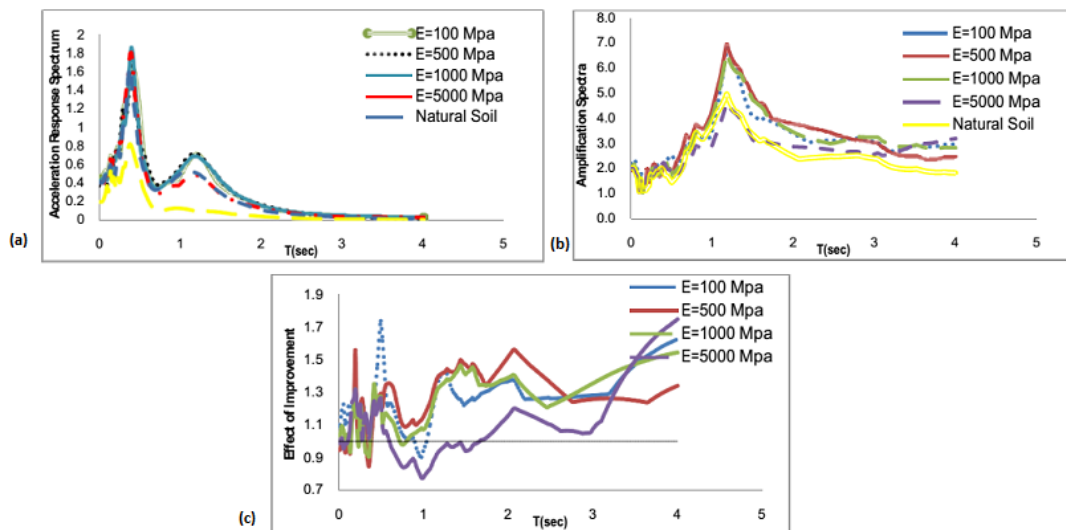 Acceleration Response Spectrum
2
1.8
1.6
1.4
1.2
1
0.8
0.6
0.4
0.2
0
0
1
2
3
4
5
T(sec)
E=100 Mpa
E=500 Mpa
E=1000 Mpa
E=5000 Mpa
Natural Soil
(a)
Amplification Spectra
8.0
7.0
6.0
5.0
4.0
3.0
2.0
1.0
0.0
0
1
2
3
4
5
T(sec)
E=100 Mpa
E=500 Mpa
E=1000 Mpa
E=5000 Mpa
Natural Soil
(b)
Effect of Improvement
1.9
1.7
1.5
1.3
1.1
0.9
0.7
0
1
2
3
4
5
T(sec)
E=100 Mpa
E=500 Mpa
E=1000 Mpa
E=5000 Mpa
(c)